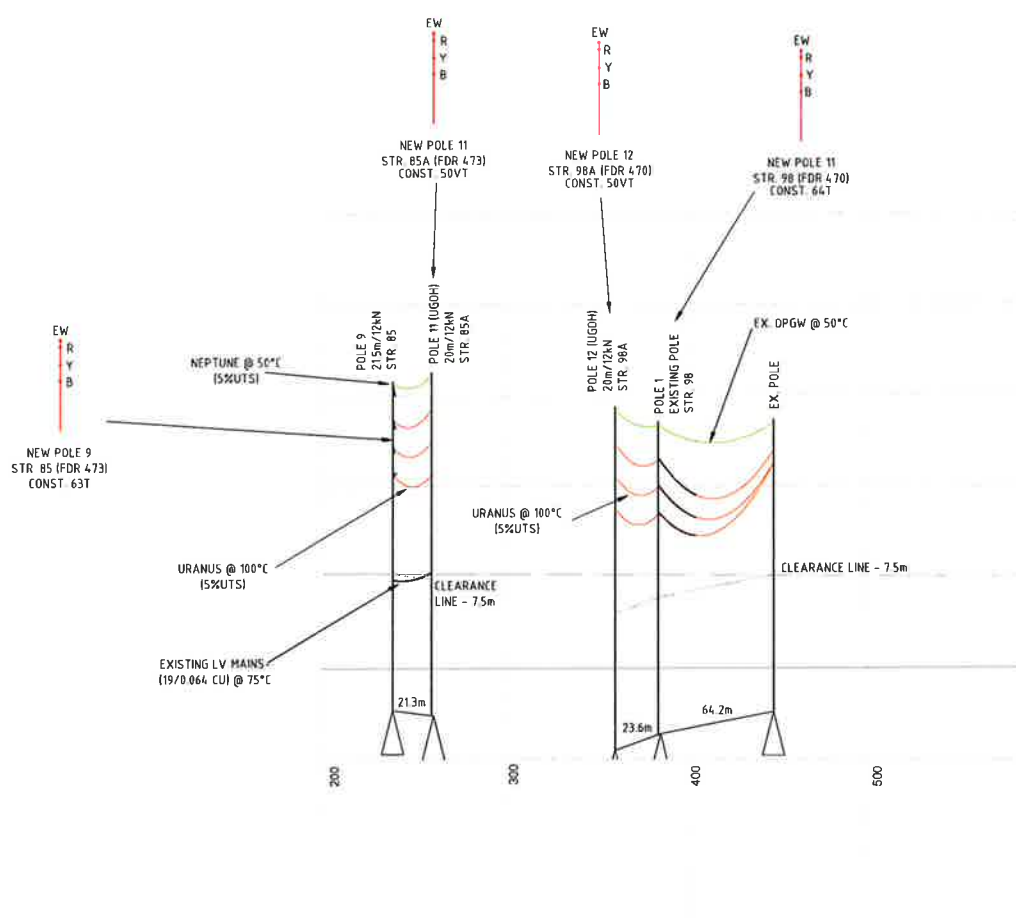 EW
R
Y
B
NEW POLE 11
STR. 85A (FDR 473)
CONST. 50VT
EW
R
Y
B
NEW POLE 12
STR. 98A (FDR 470)
CONST. 50VT
EW
R
Y
B
NEW POLE 11
STR. 98 (FDR 470)
CONST. 64T
EW
R
Y
B
NEW POLE 9
STR 85 (FDR 473)
CONST. 63T
NEPTUNE @ 50°C
(5%UTS)
POLE 9
21.5m/12kN
STR 85
POLE 11 (UGOH)
20m/12kN
STR. 85A
POLE 12 (UGOH)
20m/12kN
STR. 98A
POLE 1
EXISTING POLE
STR. 98
EX. OPGW @ 50°C
EX. POLE
URANUS @ 100°C
(5%UTS)
URANUS @ 100°C
(5%UTS)
CLEARANCE
LINE - 7.5m
CLEARANCE LINE - 7.5m
EXISTING LV MAINS
(19/0.064 CU) @ 75°C
21.3m
23.6m
64.2m
200
300
400
500